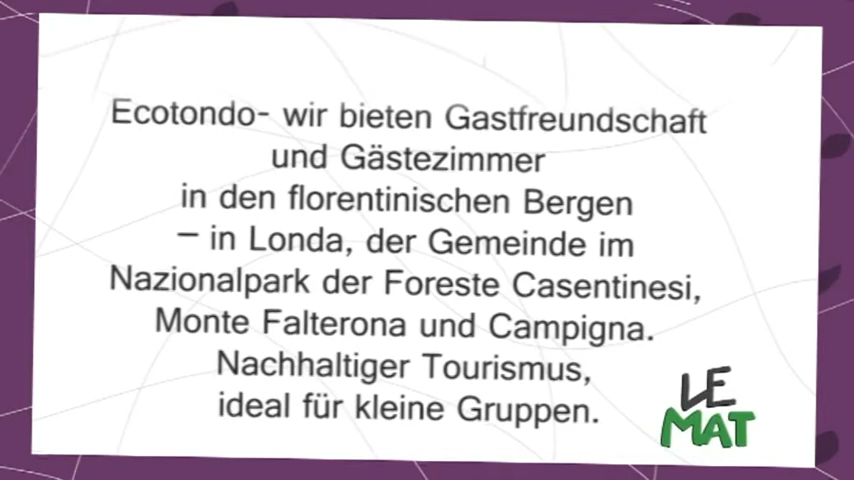 Ecotondo- wir bieten Gastfreundschaft
und Gästezimmer
in den florentinischen Bergen
– in Londa, der Gemeinde im
Nazionalpark der Foreste Casentinesi,
Monte Falterona und Campigna.
Nachhaltiger Tourismus,
ideal für kleine Gruppen.
LE
MAT